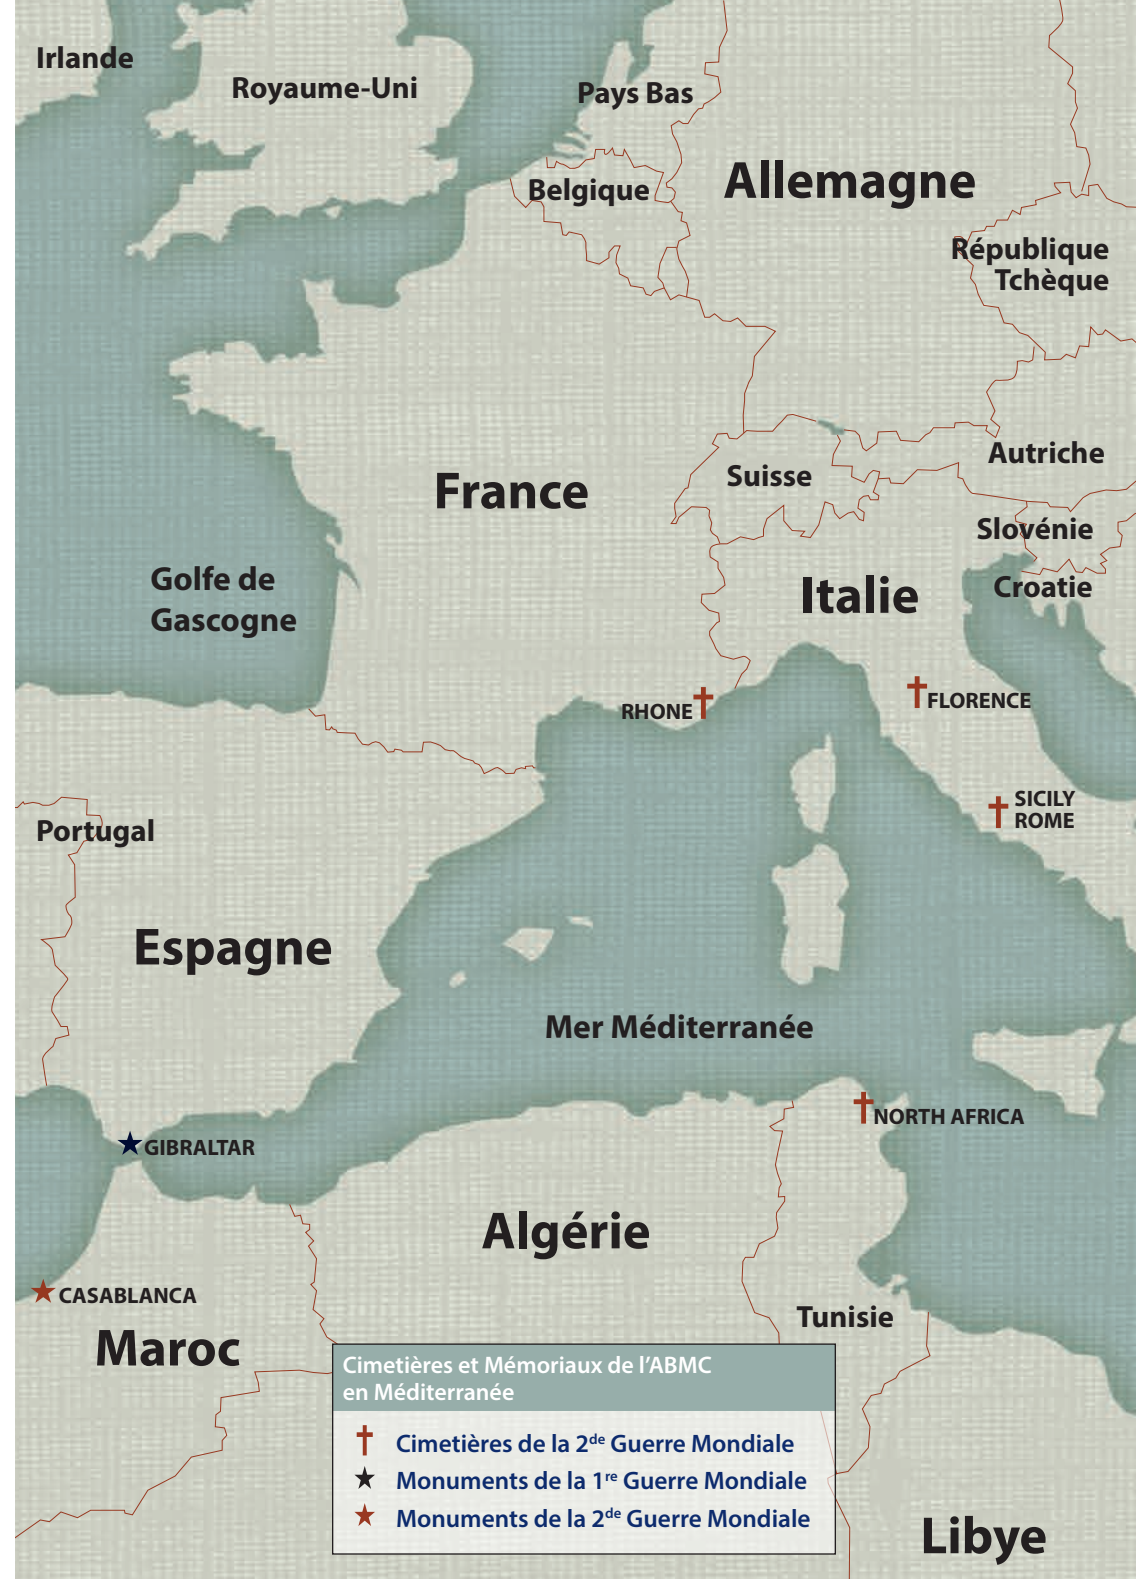 Irlande
Royaume-Uni
Pays Bas
Belgique
Allemagne
République
Tchèque
France
Suisse
Autriche
Slovénie
Croatie
Italie
Golfe de
Gascogne
RHONE
FLORENCE
SICILY
ROME
Portugal
Espagne
Mer Méditerranée
NORTH AFRICA
GIBRALTAR
Algérie
CASABLANCA
Maroc
Tunisie
Cimetières et Mémoriaux de l'ABMC
en Méditerranée
Cimetières de la 2de Guerre Mondiale
Monuments de la 1re Guerre Mondiale
Monuments de la 2de Guerre Mondiale
Libye